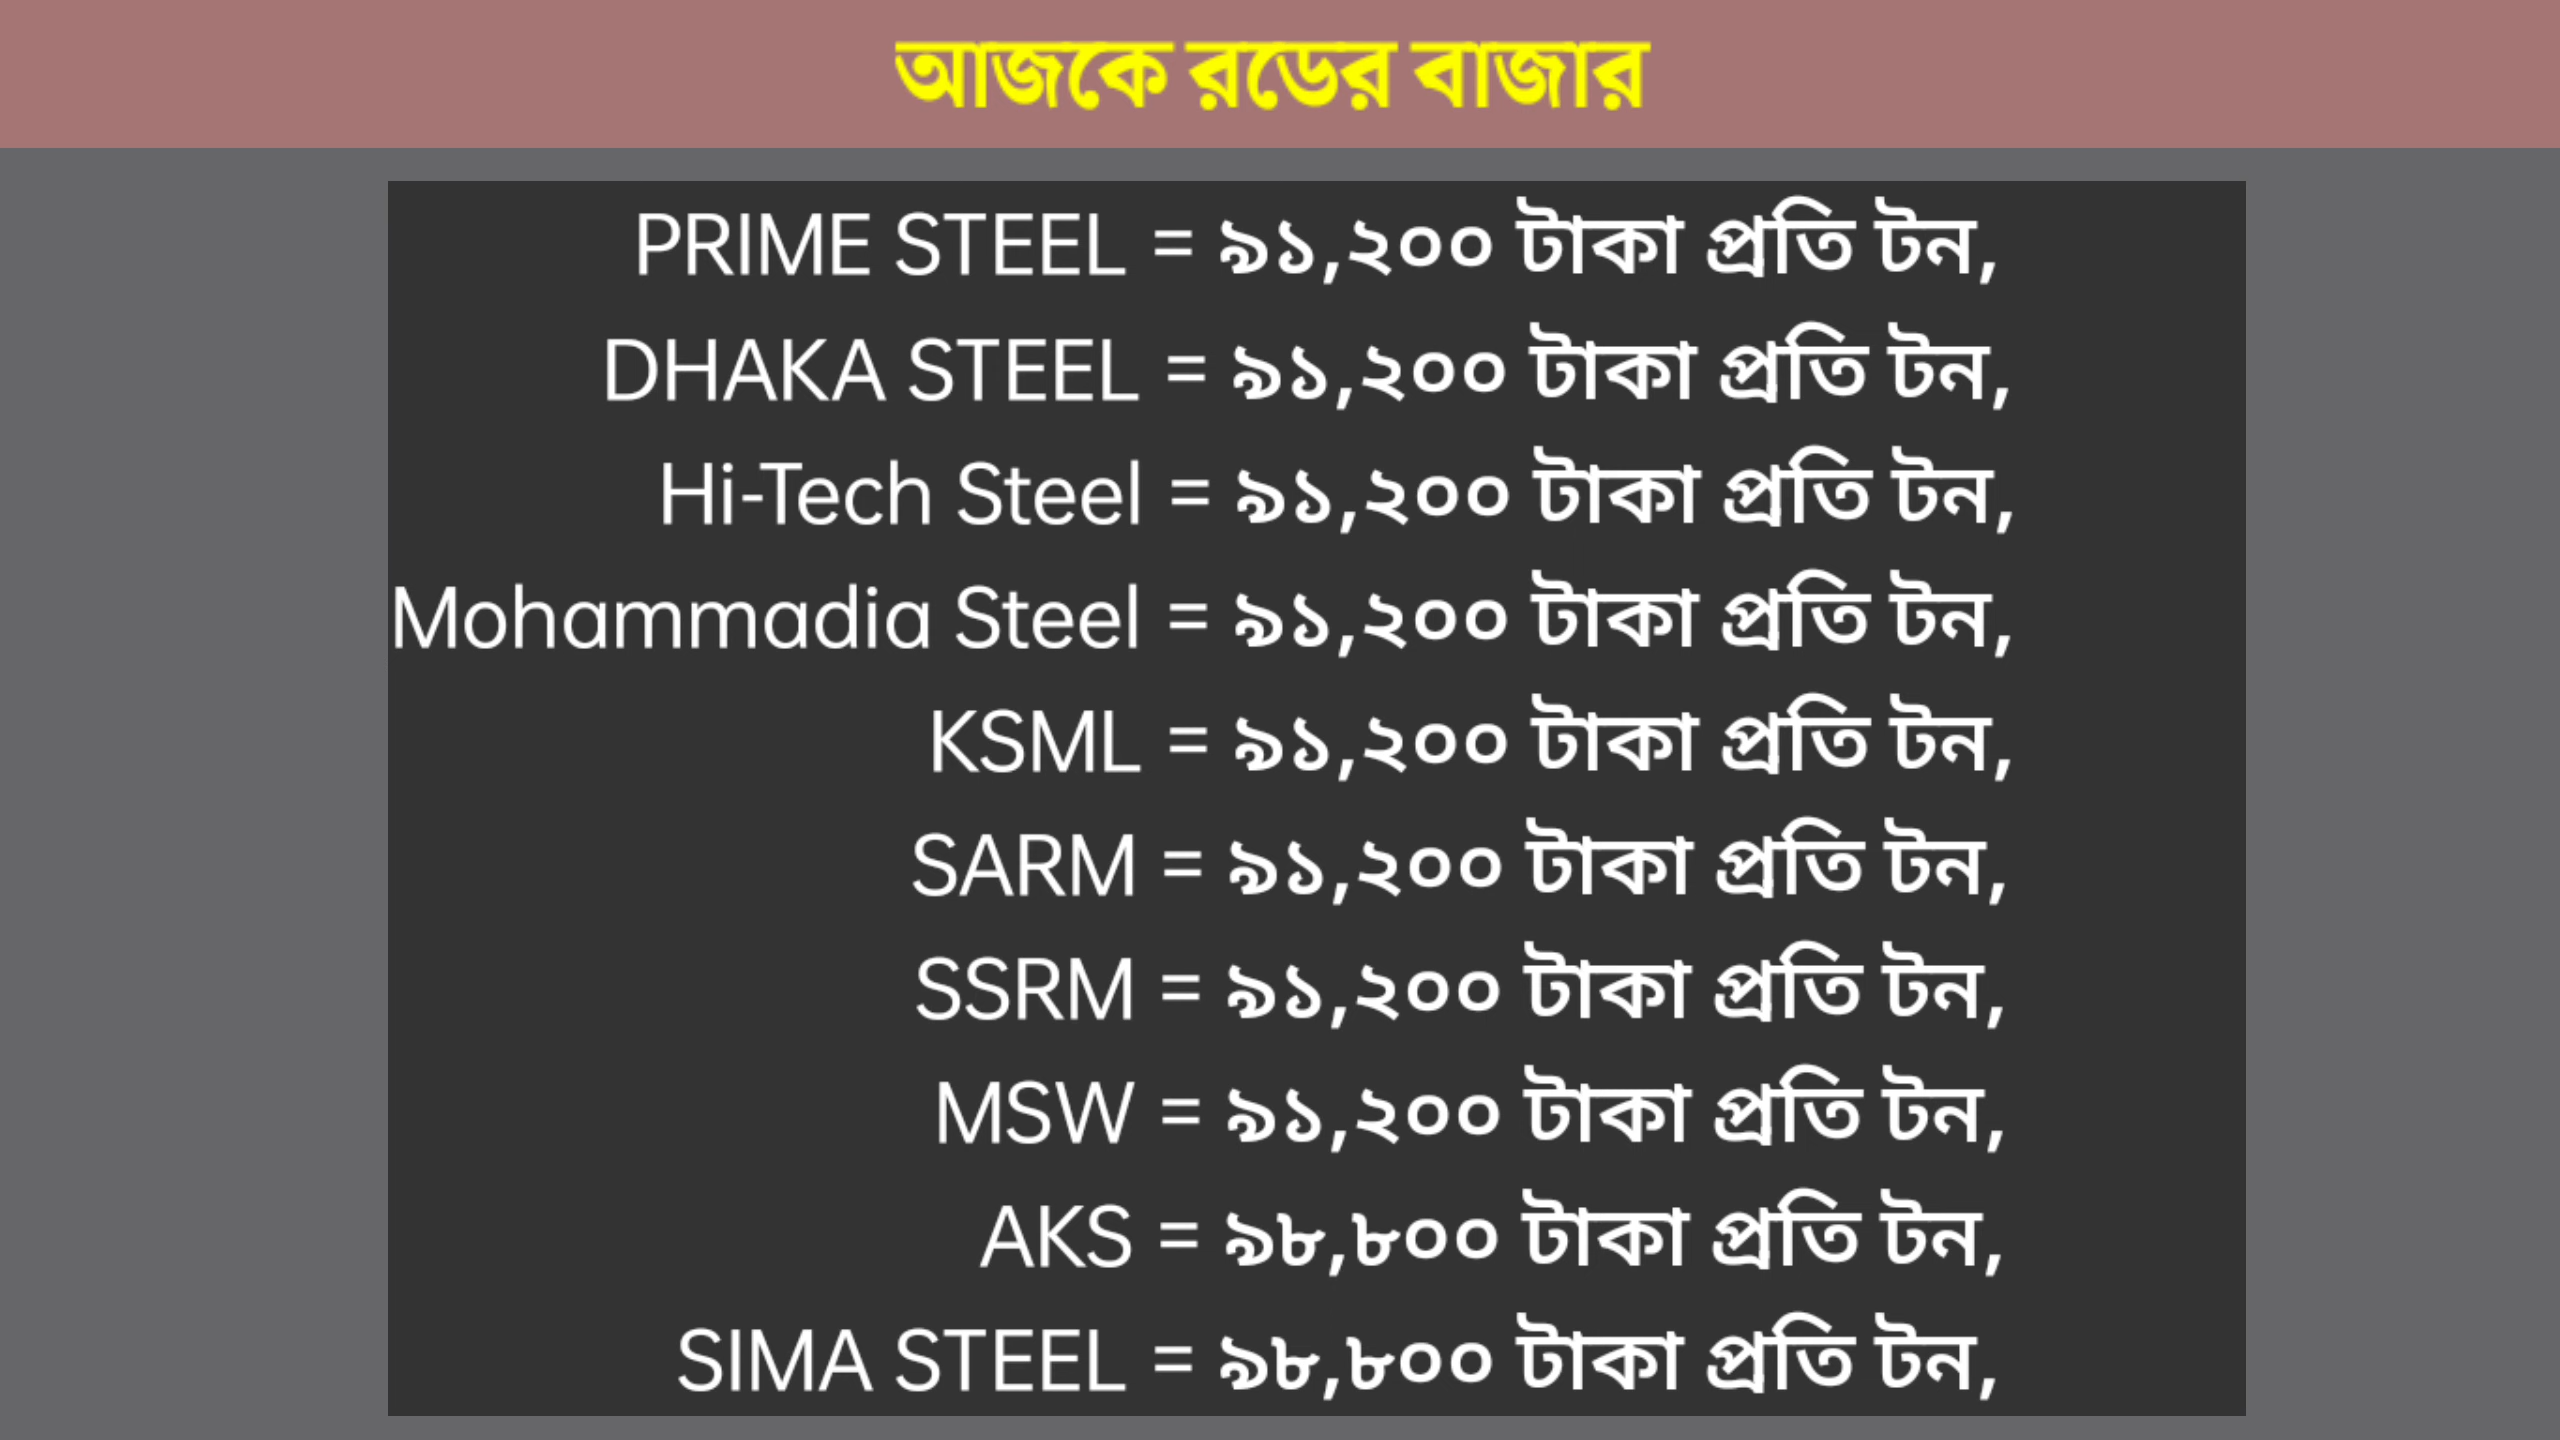 আজকে রডের বাজার
PRIME STEEL = ৯১,২০০ টাকা প্রতি টন,
DHAKA STEEL = ৯১,২০০ টাকা প্রতি টন,
Hi-Tech Steel = ৯১,২০০ টাকা প্রতি টন,
Mohammadia Steel = ৯১,২০০ টাকা প্রতি টন,
KSML = ৯১,২০০ টাকা প্রতি টন,
SARM = ৯১,২০০ টাকা প্রতি টন,
SSRM = ৯১,২০০ টাকা প্রতি টন,
MSW = ৯১,২০০ টাকা প্রতি টন,
AKS = ৯৮,৮০০ টাকা প্রতি টন,
SIMA STEEL = ৯৮,৮০০ টাকা প্রতি টন,